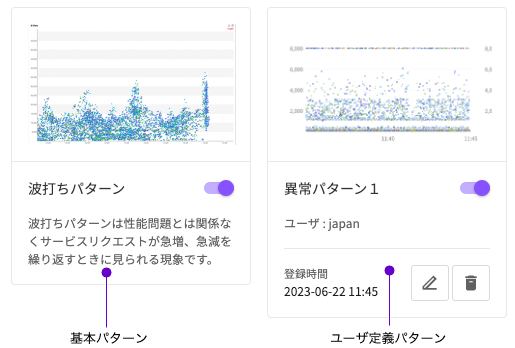 8,000
8,0
6,000
6,0
4,000
4,0
2,000
2,0
11:45
11:45
波打ちパターン
波打ちパターンは性能問題とは関係な
くサービスリクエストが急増、急減を
繰り返すときに見られる現象です。
異常パターン 1
ユーザ : japan
登録時間
2023-06-22 11:45
基本パターン
ユーザ定義パターン